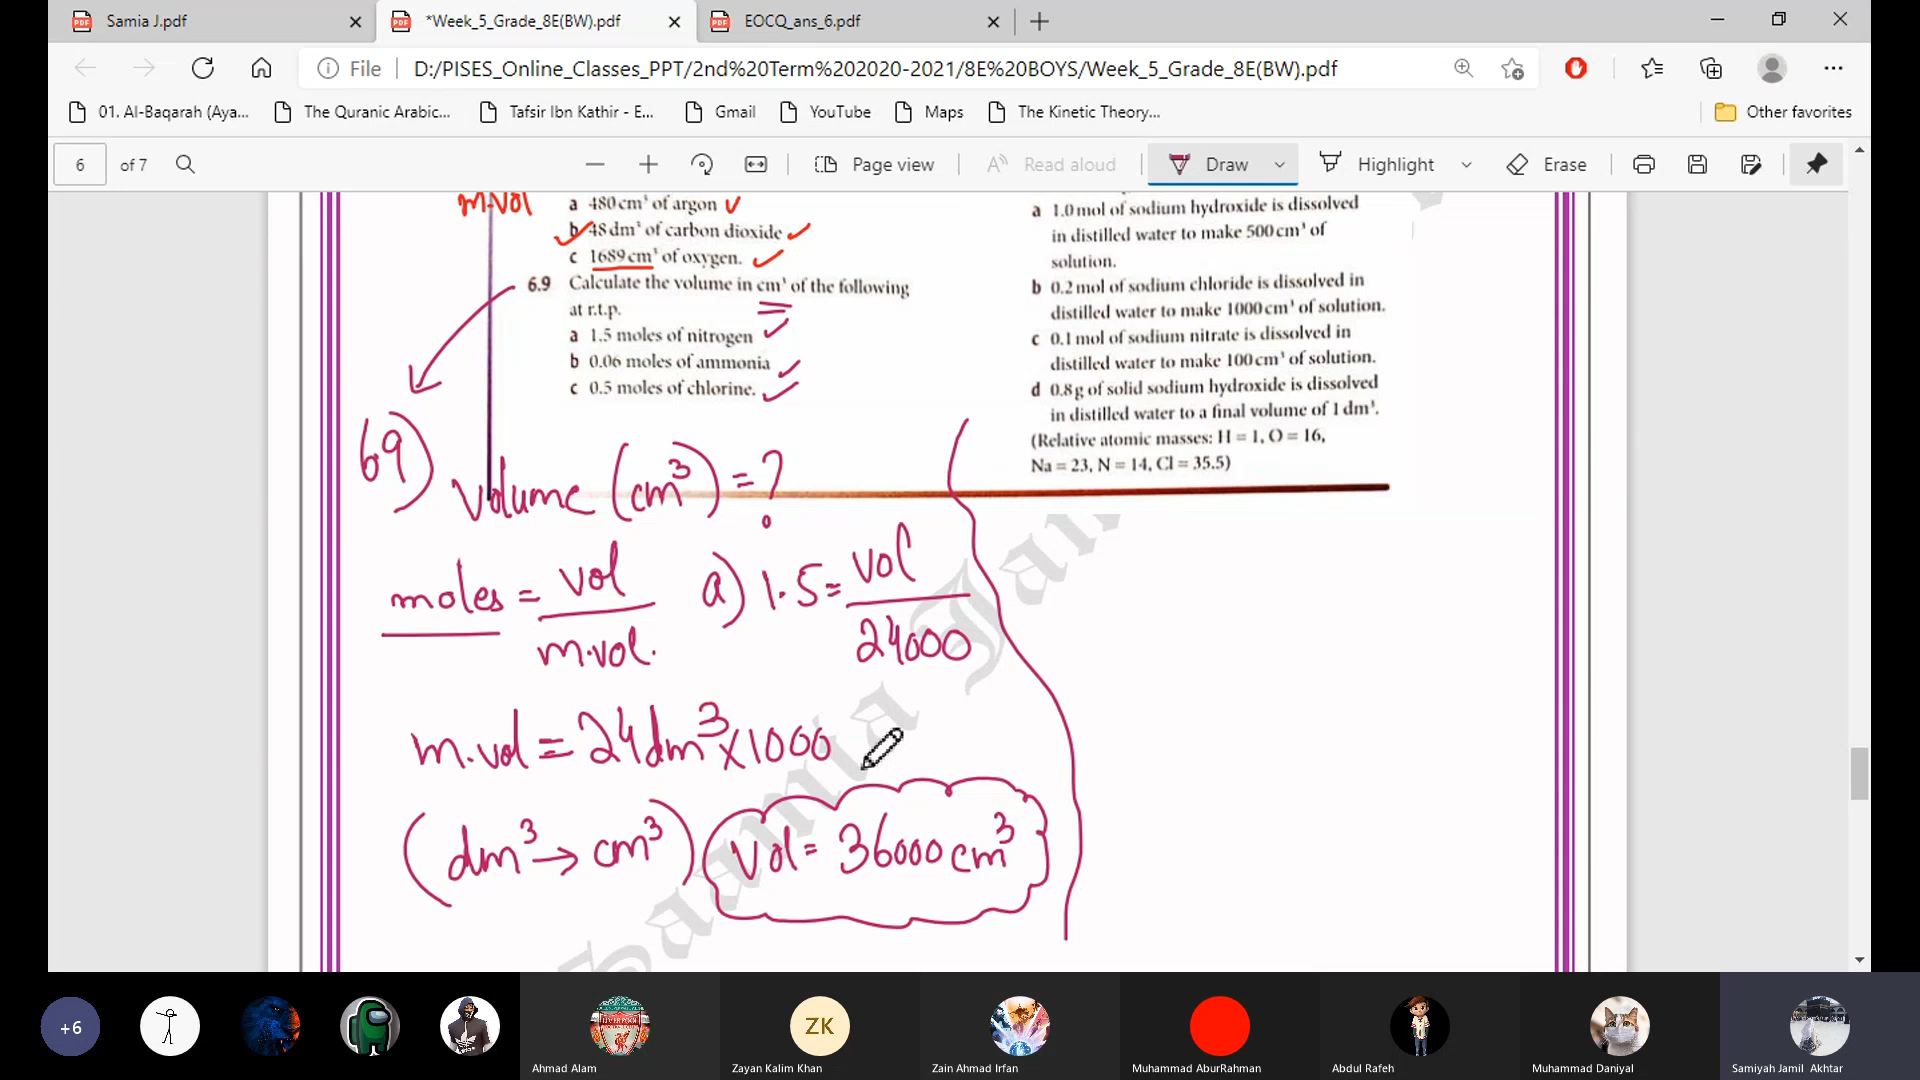 Samia J.pdf
*Week_5_Grade_8E(BW).pdf
EOCQ_ans_6.pdf
File
D:/PISES_Online_Classes_PPT/2nd%20Term%202020-2021/8E%20BOYS/Week_5_Grade_8E(BW).pdf
01. Al-Baqarah (Aya...
The Quranic Arabic...
Tafsir Ibn Kathir - E...
Gmail
YouTube
Maps
The Kinetic Theory...
Other favorites
6 of 7
Page view
Read aloud
Draw
Highlight
Erase
m.vol
a 480 cm³ of argon
b 48 dm³ of carbon dioxide
c 1689 cm³ of oxygen.
6.9 Calculate the volume in cm³ of the following
at r.t.p.
a 1.5 moles of nitrogen
b 0.06 moles of ammonia
c 0.5 moles of chlorine.
a 1.0 mol of sodium hydroxide is dissolved
in distilled water to make 500 cm³ of
solution.
b 0.2 mol of sodium chloride is dissolved in
distilled water to make 1000 cm³ of solution.
c 0.1 mol of sodium nitrate is dissolved in
distilled water to make 100 cm³ of solution.
d 0.8 g of solid sodium hydroxide is dissolved
in distilled water to a final volume of 1 dm³.
(Relative atomic masses: H = 1, O = 16,
Na = 23, N = 14, Cl = 35.5)
69)
Volume (cm³) = ?
moles = vol / m.vol.
a) 1.5 = vol / 24000
m.vol = 24dm³ x 1000
(dm³ → cm³)
Vol = 36000 cm³
+6
LIVERPOOL
ZK
Ahmad Alam
Zayan Kalim Khan
Zain Ahmad Irfan
Muhammad AburRahman
Abdul Rafeh
Muhammad Daniyal
Samiyah Jamil Akhtar